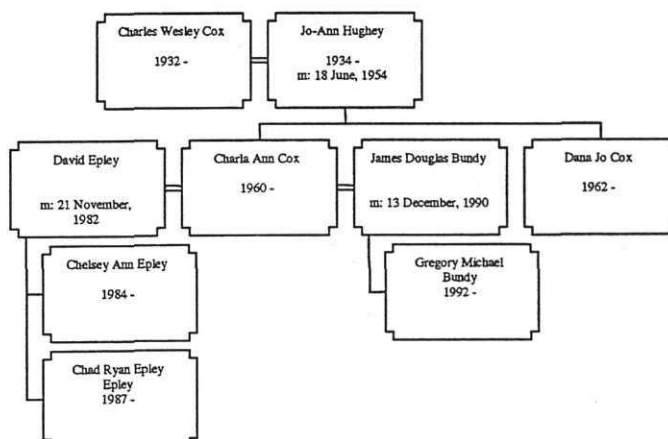 Charles Wesley Cox
1932 -
Jo-Ann Hughey
1934 -
m: 18 June, 1954
David Epley
m: 21 November,
1982
Charla Ann Cox
1960 -
James Douglas Bundy
m: 13 December, 1990
Dana Jo Cox
1962 -
Chelsey Ann Epley
1984 -
Gregory Michael
Bundy
1992 -
Chad Ryan Epley
Epley
1987 -